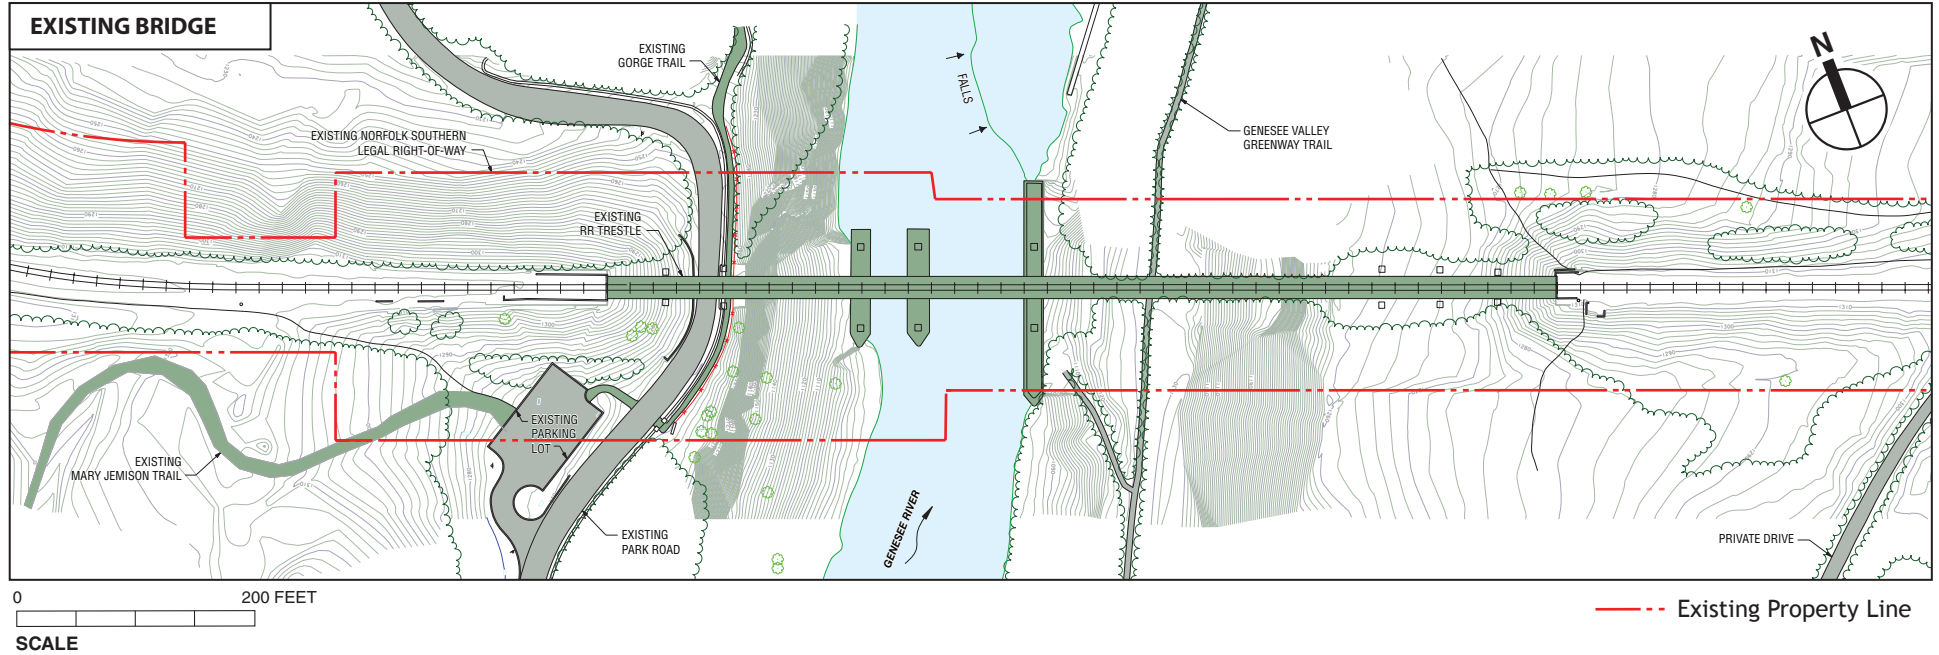 EXISTING BRIDGE
EXISTING
GORGE TRAIL
FALLS
N
EXISTING NORFOLK SOUTHERN
LEGAL RIGHT-OF-WAY
GENESEE VALLEY
GREENWAY TRAIL
EXISTING
RR TRESTLE
EXISTING
PARKING
LOT
EXISTING
MARY JEMISON TRAIL
EXISTING
PARK ROAD
GENESEE RIVER
PRIVATE DRIVE
0 200 FEET
SCALE
Existing Property Line